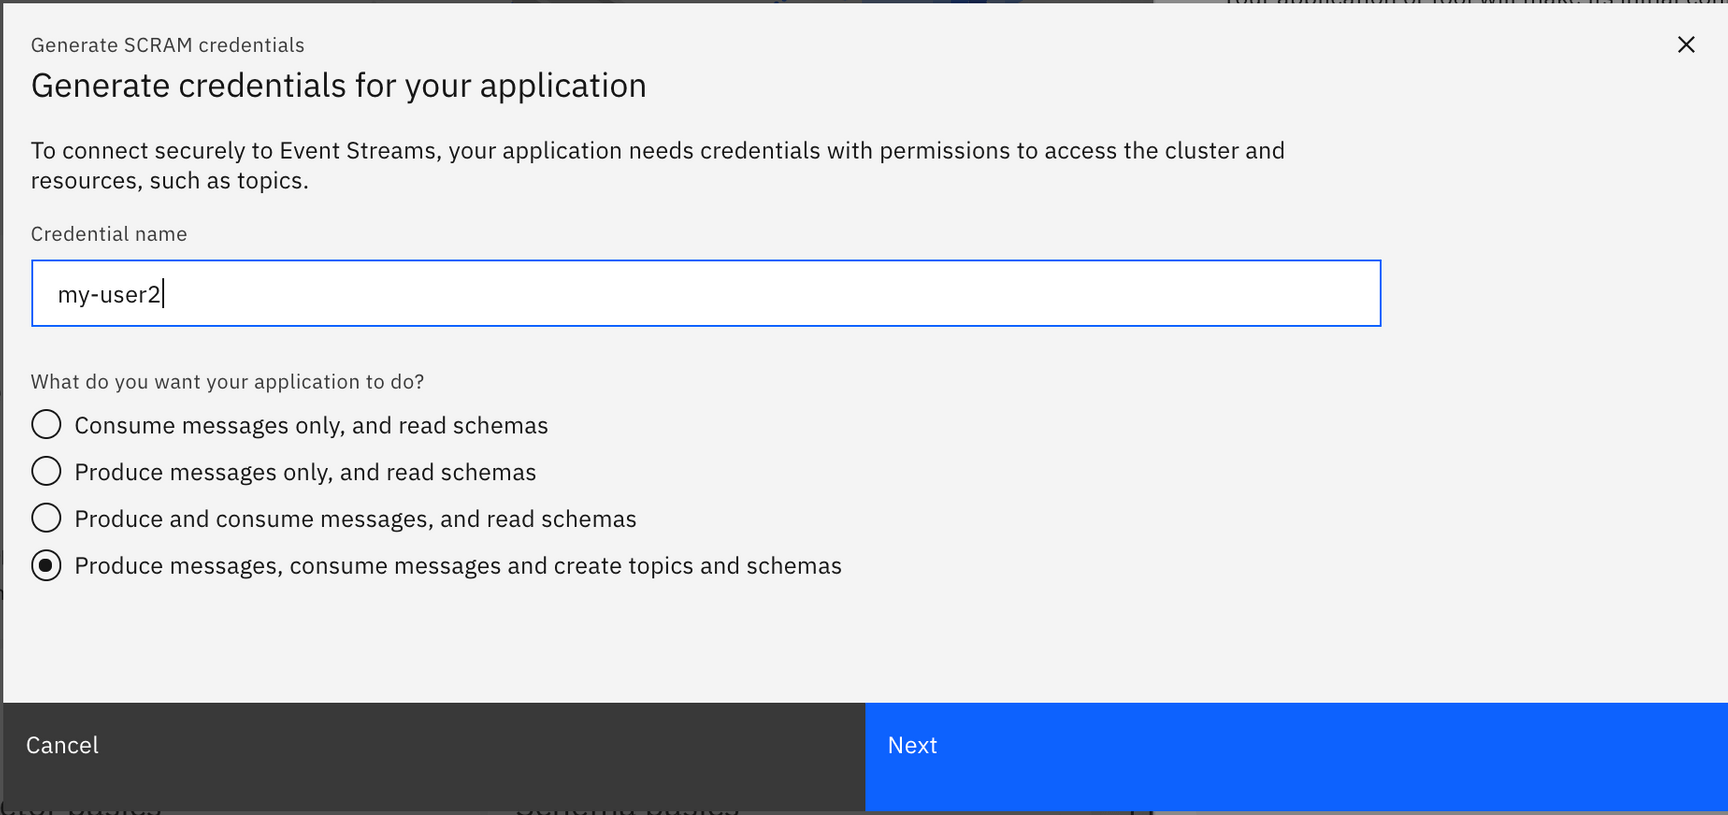 Generate SCRAM credentials
Generate credentials for your application
To connect securely to Event Streams, your application needs credentials with permissions to access the cluster and
resources, such as topics.
Credential name
my-user2
What do you want your application to do?
Consume messages only, and read schemas
Produce messages only, and read schemas
Produce and consume messages, and read schemas
Produce messages, consume messages and create topics and schemas
Cancel
Next